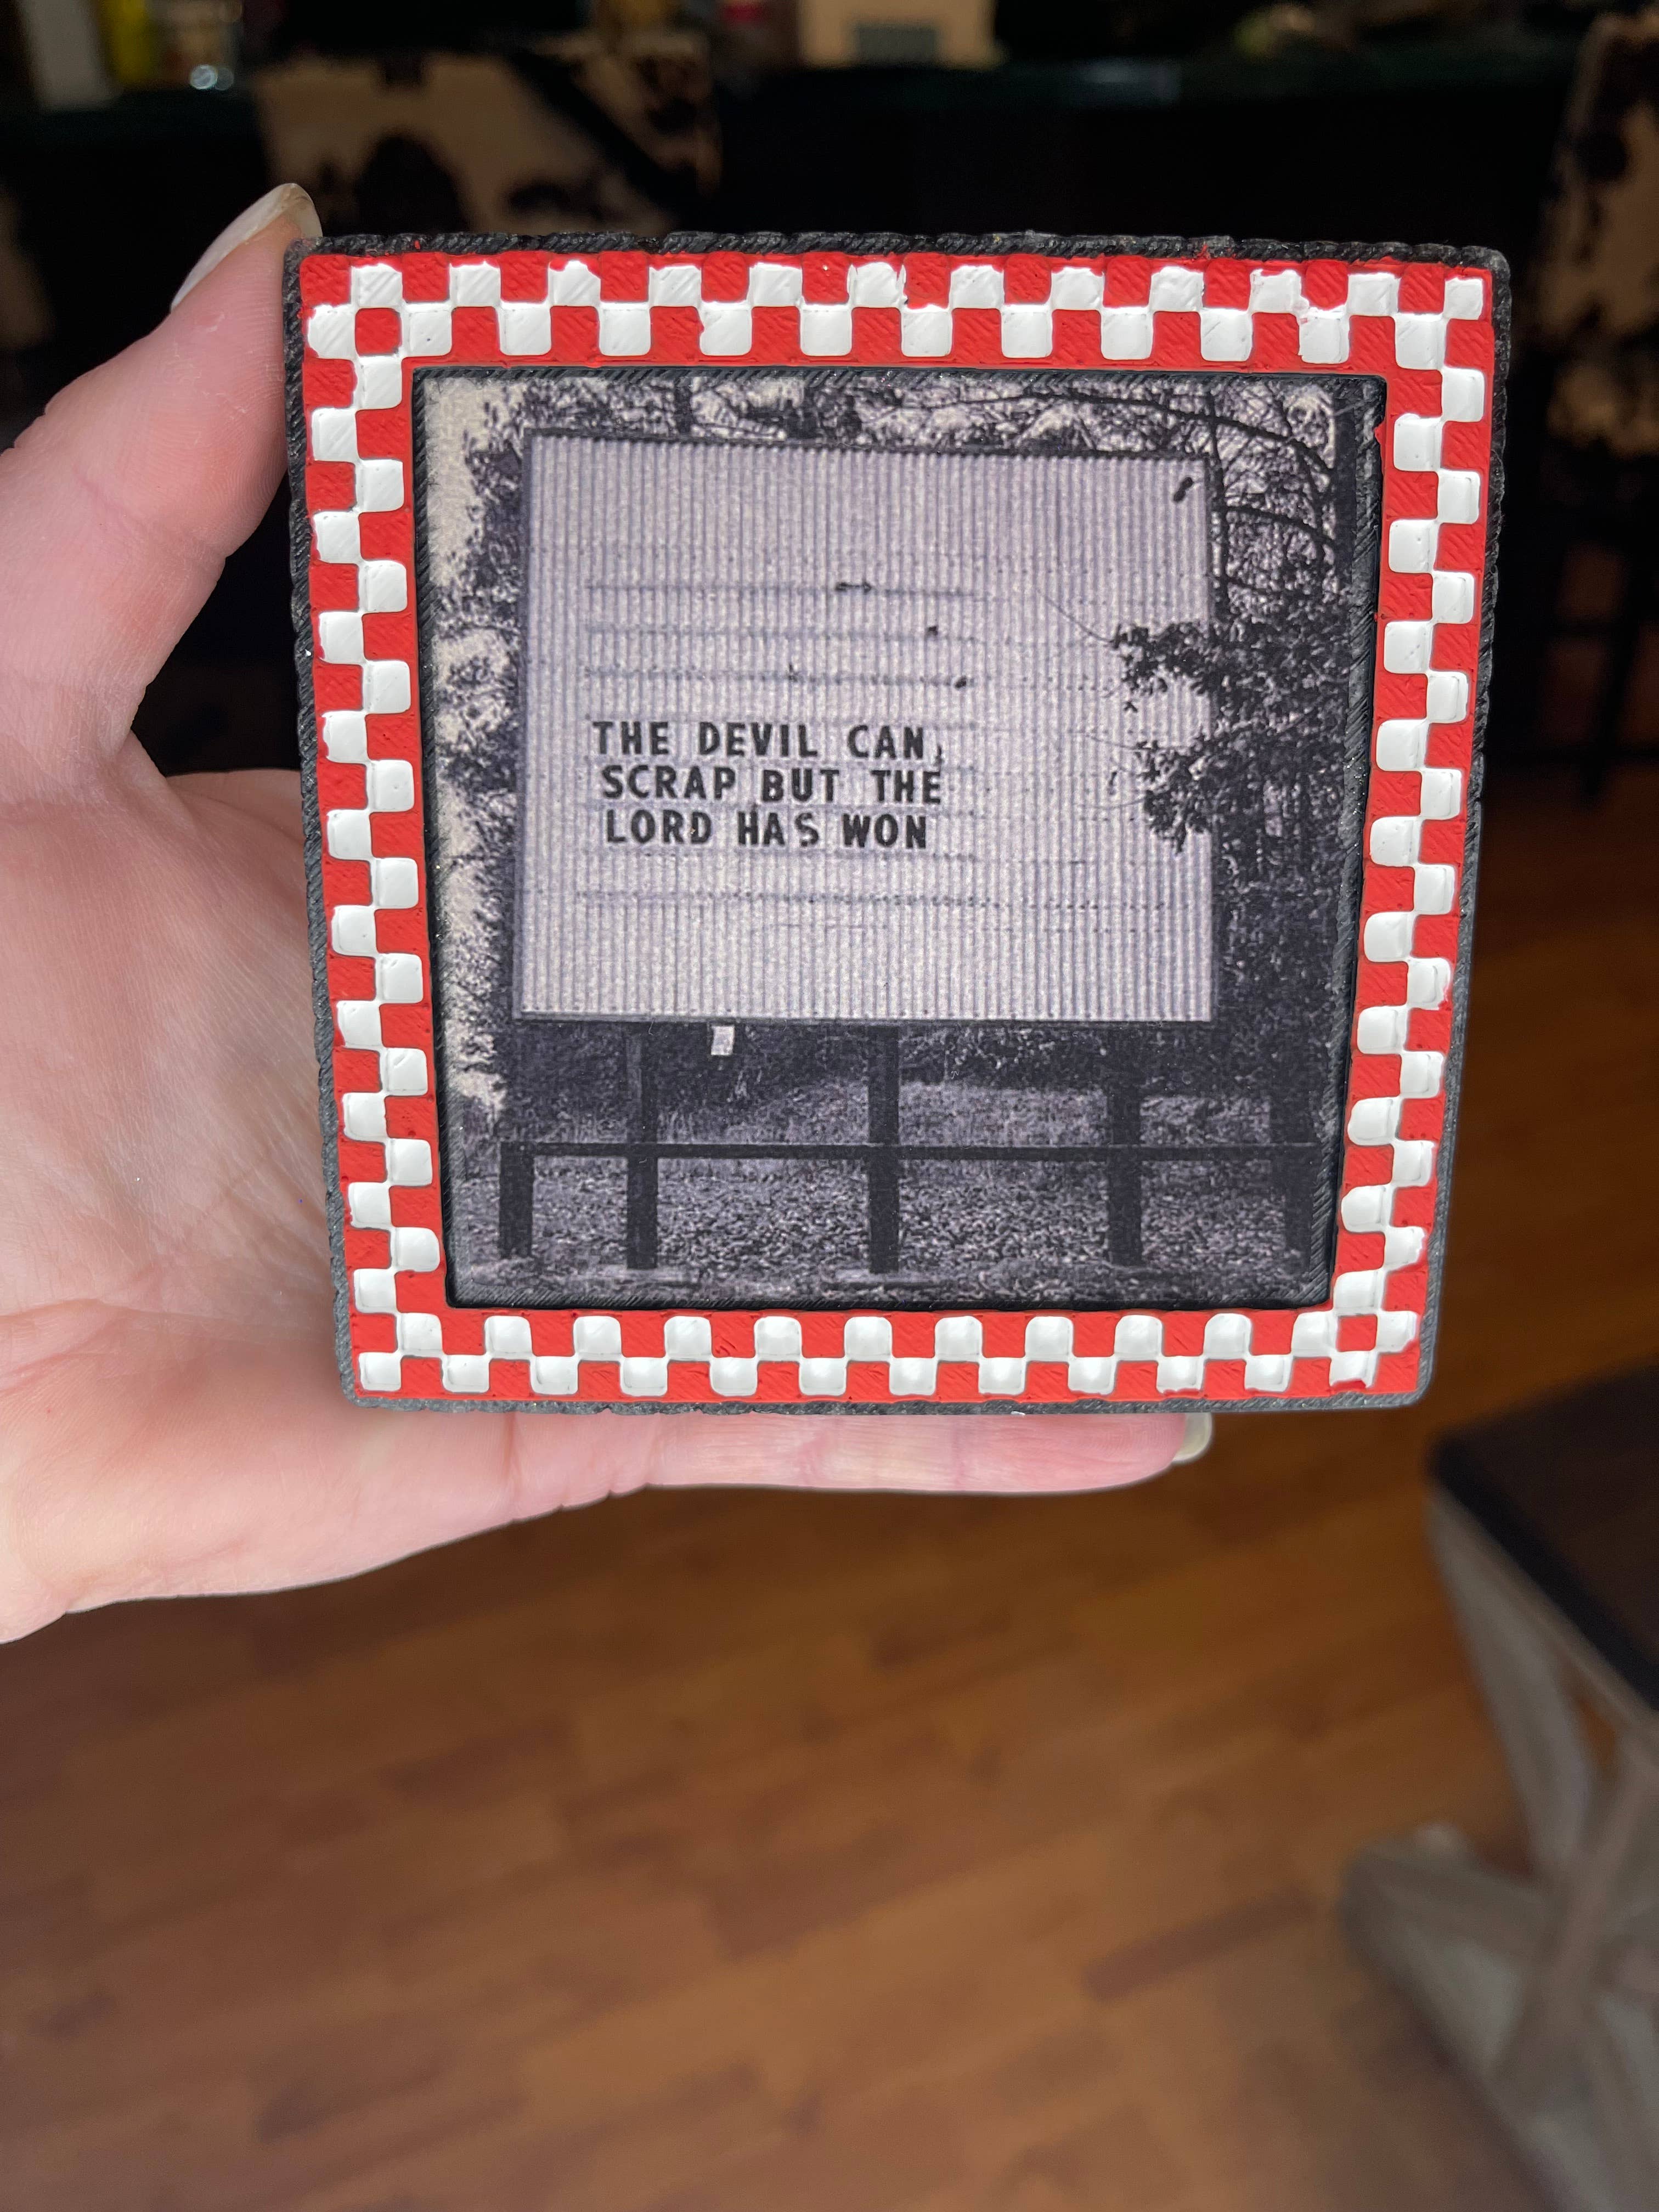 THE DEVIL CAN,
SCRAP BUT THE
LORD HAS WON